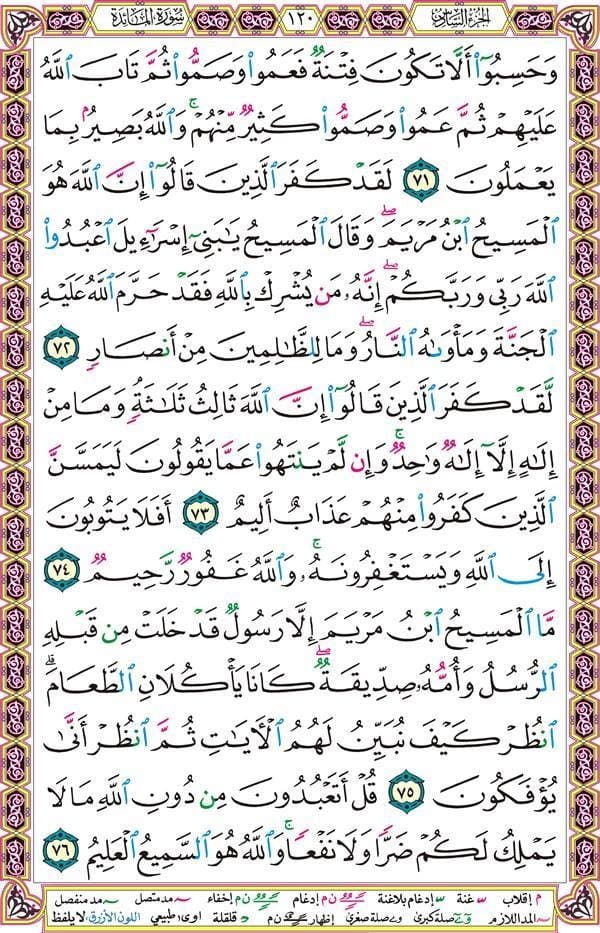 الجزء السادس
١٢٠
سورة المائدة
وَحَسِبُوٓا۟ أَلَّا تَكُونَ فِتْنَةٌ فَعَمُوا۟ وَصَمُّوا۟ ثُمَّ تَابَ ٱللَّهُ
عَلَيْهِمْ ثُمَّ عَمُوا۟ وَصَمُّوا۟ كَثِيرٌ مِّنْهُمْ ۚ وَٱللَّهُ بَصِيرٌۢ بِمَا
يَعْمَلُونَ ٧١ لَقَدْ كَفَرَ ٱلَّذِينَ قَالُوٓا۟ إِنَّ ٱللَّهَ هُوَ
ٱلْمَسِيحُ ٱبْنُ مَرْيَمَ ۖ وَقَالَ ٱلْمَسِيحُ يَـٰبَنِىٓ إِسْرَٰٓءِيلَ ٱعْبُدُوا۟
ٱللَّهَ رَبِّى وَرَبَّكُمْ ۖ إِنَّهُۥ مَن يُشْرِكْ بِٱللَّهِ فَقَدْ حَرَّمَ ٱللَّهُ عَلَيْهِ
ٱلْجَنَّةَ وَمَأْوَىٰهُ ٱلنَّارُ ۖ وَمَا لِلظَّـٰلِمِينَ مِنْ أَنصَارٍ ٧٢
لَّقَدْ كَفَرَ ٱلَّذِينَ قَالُوٓا۟ إِنَّ ٱللَّهَ ثَالِثُ ثَلَـٰثَةٍ ۘ وَمَا مِنْ
إِلَـٰهٍ إِلَّآ إِلَـٰهٌ وَٰحِدٌ ۚ وَإِن لَّمْ يَنتَهُوا۟ عَمَّا يَقُولُونَ لَيَمَسَّنَّ
ٱلَّذِينَ كَفَرُوا۟ مِنْهُمْ عَذَابٌ أَلِيمٌ ٧٣ أَفَلَا يَتُوبُونَ
إِلَى ٱللَّهِ وَيَسْتَغْفِرُونَهُۥ ۚ وَٱللَّهُ غَفُورٌ رَّحِيمٌ ٧٤
مَّا ٱلْمَسِيحُ ٱبْنُ مَرْيَمَ إِلَّا رَسُولٌ قَدْ خَلَتْ مِن قَبْلِهِ
ٱلرُّسُلُ وَأُمُّهُۥ صِدِّيقَةٌ ۖ كَانَا يَأْكُلَانِ ٱلطَّعَامَ ۗ
ٱنظُرْ كَيْفَ نُبَيِّنُ لَهُمُ ٱلْـَٔايَـٰتِ ثُمَّ ٱنظُرْ أَنَّىٰ
يُؤْفَكُونَ ٧٥ قُلْ أَتَعْبُدُونَ مِن دُونِ ٱللَّهِ مَا لَا
يَمْلِكُ لَكُمْ ضَرًّا وَلَا نَفْعًا ۚ وَٱللَّهُ هُوَ ٱلسَّمِيعُ ٱلْعَلِيمُ ٧٦
م إقلاب غنة إدغام بلاغنة ن م إدغام إخفاء مد متصل مد منفصل
المد اللازم صلة كبرى صلة صغرى إظهار ن م قلقلة اوى طبيعي اللون الأزرق لا يلفظ